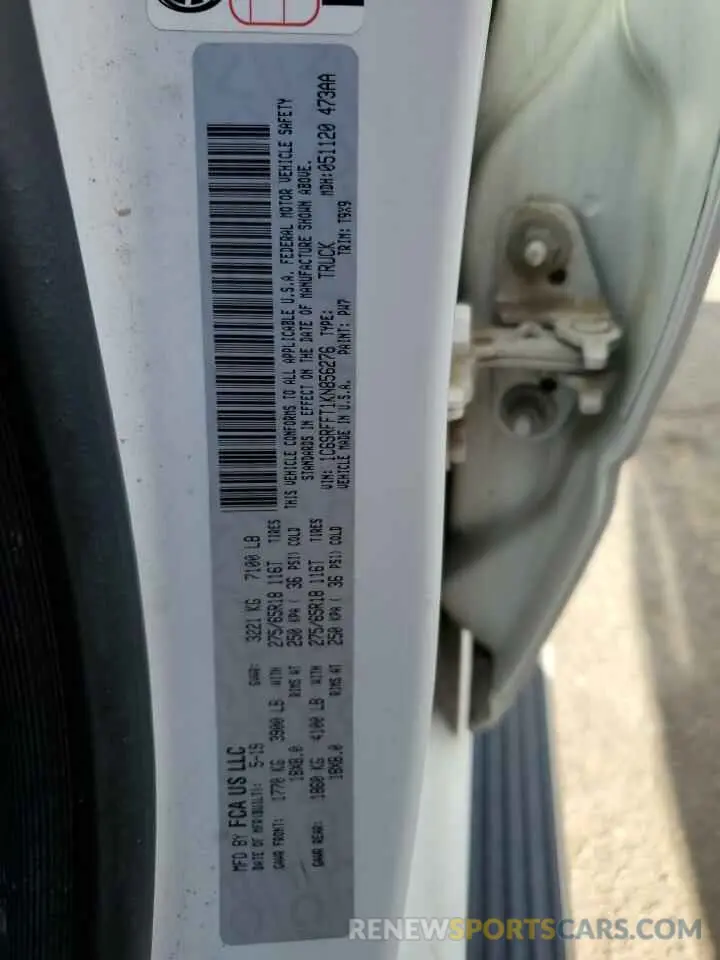 MFD BY FCA US LLC
DATE OF MFR(BUILT): 5-19 GVWR: 3221 KG 7100 LB
GAWR FRONT: 1770 KG 3900 LB WITH 275/65R18 116T TIRES
18X8.0 RIMS AT 250 KPA ( 36 PSI) COLD
GAWR REAR: 1860 KG 4100 LB WITH 275/65R18 116T TIRES
18X8.0 RIMS AT 250 KPA ( 36 PSI) COLD
THIS VEHICLE CONFORMS TO ALL APPLICABLE U.S.A. FEDERAL MOTOR VEHICLE SAFETY
STANDARDS IN EFFECT ON THE DATE OF MANUFACTURE SHOWN ABOVE.
VIN: 1C6SRFFT1KN856276 TYPE: TRUCK MDH:051120 473AA
VEHICLE MADE IN U.S.A. PAINT: PW7 TRIM: T9X9
RENEWSPORTSCARS.COM